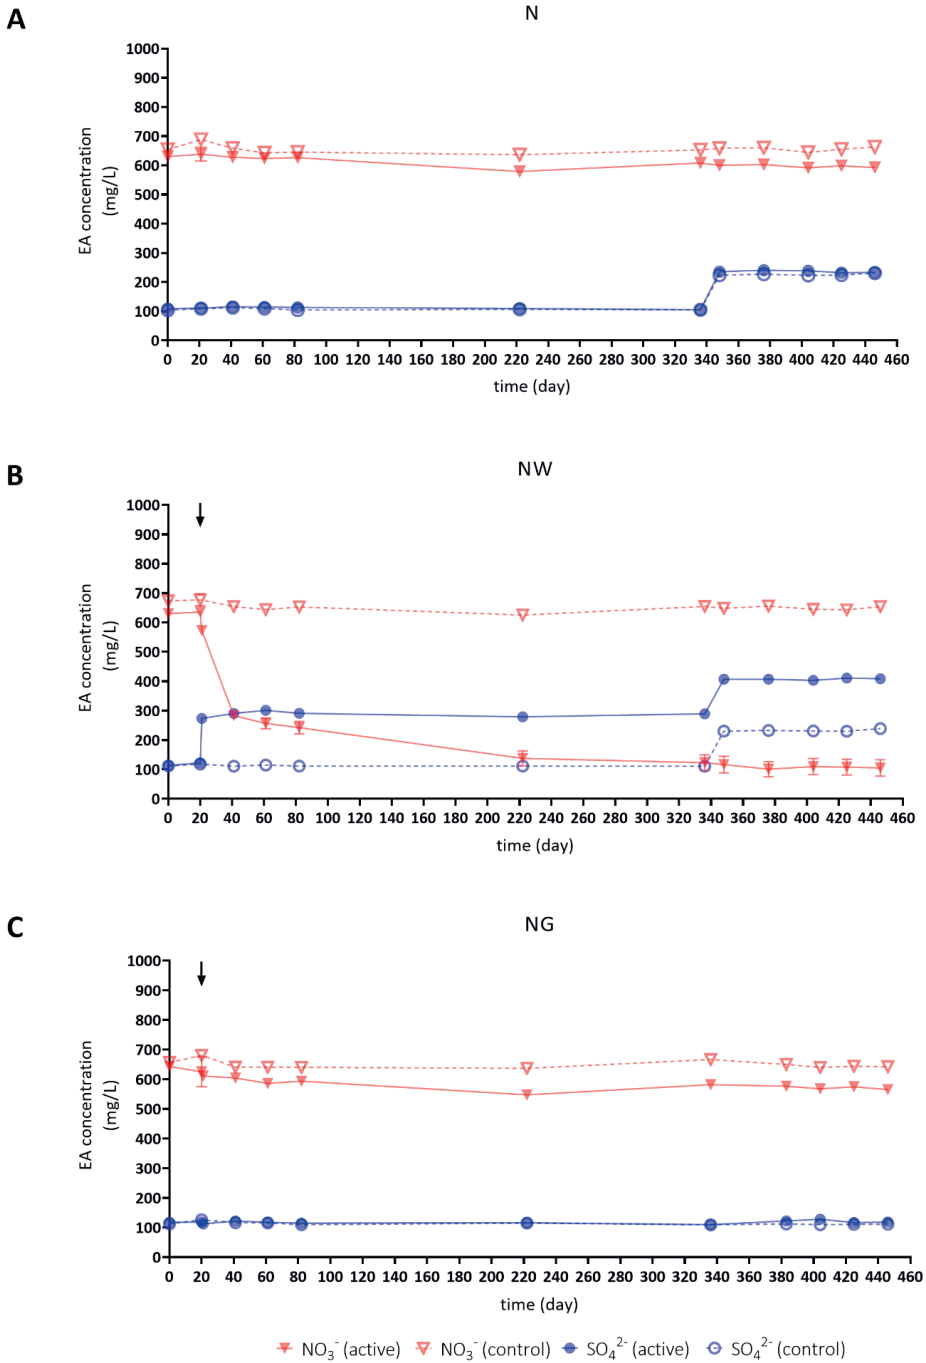 A
N
1000
900
800
700
600
500
400
300
200
100
0
EA concentration
(mg/L)
0 20 40 60 80 100 120 140 160 180 200 220 240 260 280 300 320 340 360 380 400 420 440 460
time (day)
B
NW
1000
900
800
700
600
500
400
300
200
100
0
EA concentration
(mg/L)
0 20 40 60 80 100 120 140 160 180 200 220 240 260 280 300 320 340 360 380 400 420 440 460
time (day)
C
NG
1000
900
800
700
600
500
400
300
200
100
0
EA concentration
(mg/L)
0 20 40 60 80 100 120 140 160 180 200 220 240 260 280 300 320 340 360 380 400 420 440 460
time (day)
NO₃⁻ (active) NO₃⁻ (control) SO₄²⁻ (active) SO₄²⁻ (control)